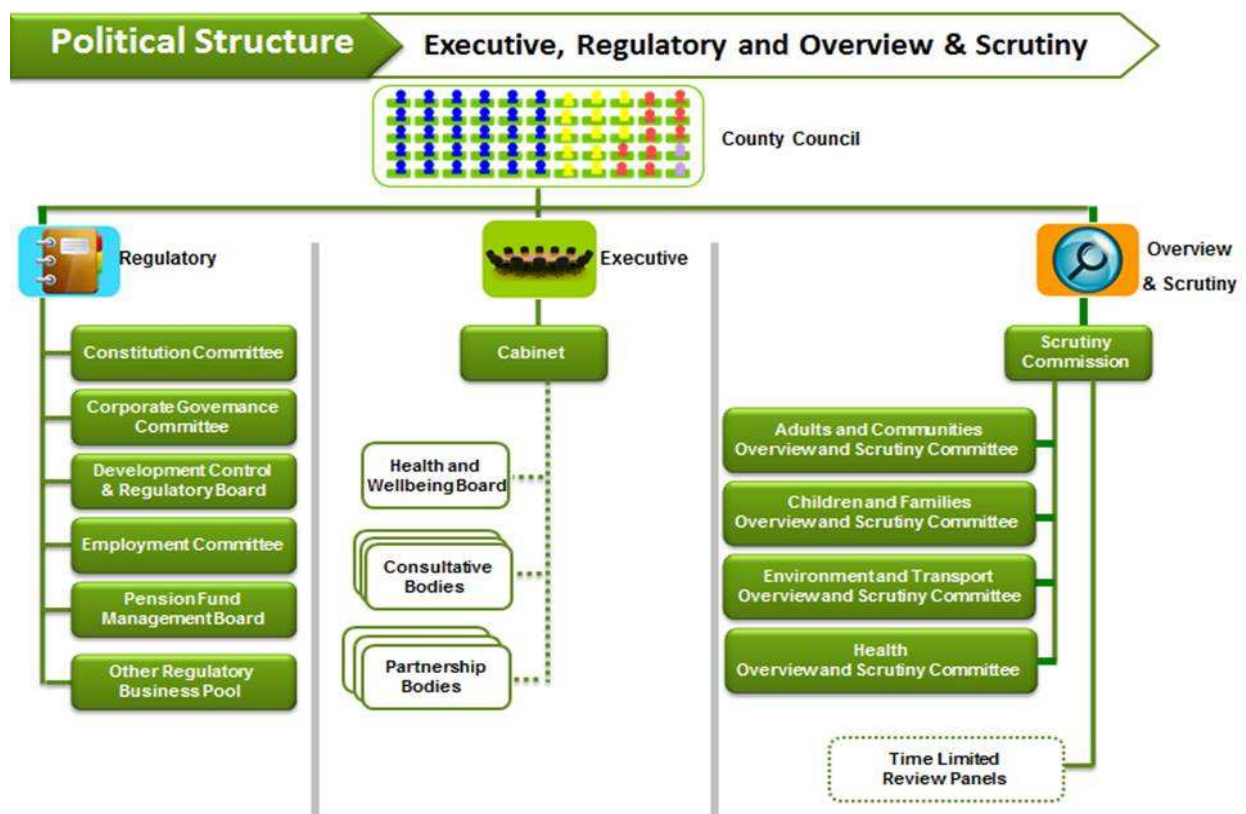 Political Structure
Executive, Regulatory and Overview & Scrutiny
County Council
Regulatory
Executive
Overview
& Scrutiny
Constitution Committee
Corporate Governance
Committee
Development Control
& Regulatory Board
Employment Committee
Pension Fund
Management Board
Other Regulatory
Business Pool
Cabinet
Health and
Wellbeing Board
Consultative
Bodies
Partnership
Bodies
Scrutiny
Commission
Adults and Communities
Overview and Scrutiny Committee
Children and Families
Overview and Scrutiny Committee
Environment and Transport
Overview and Scrutiny Committee
Health
Overview and Scrutiny Committee
Time Limited
Review Panels